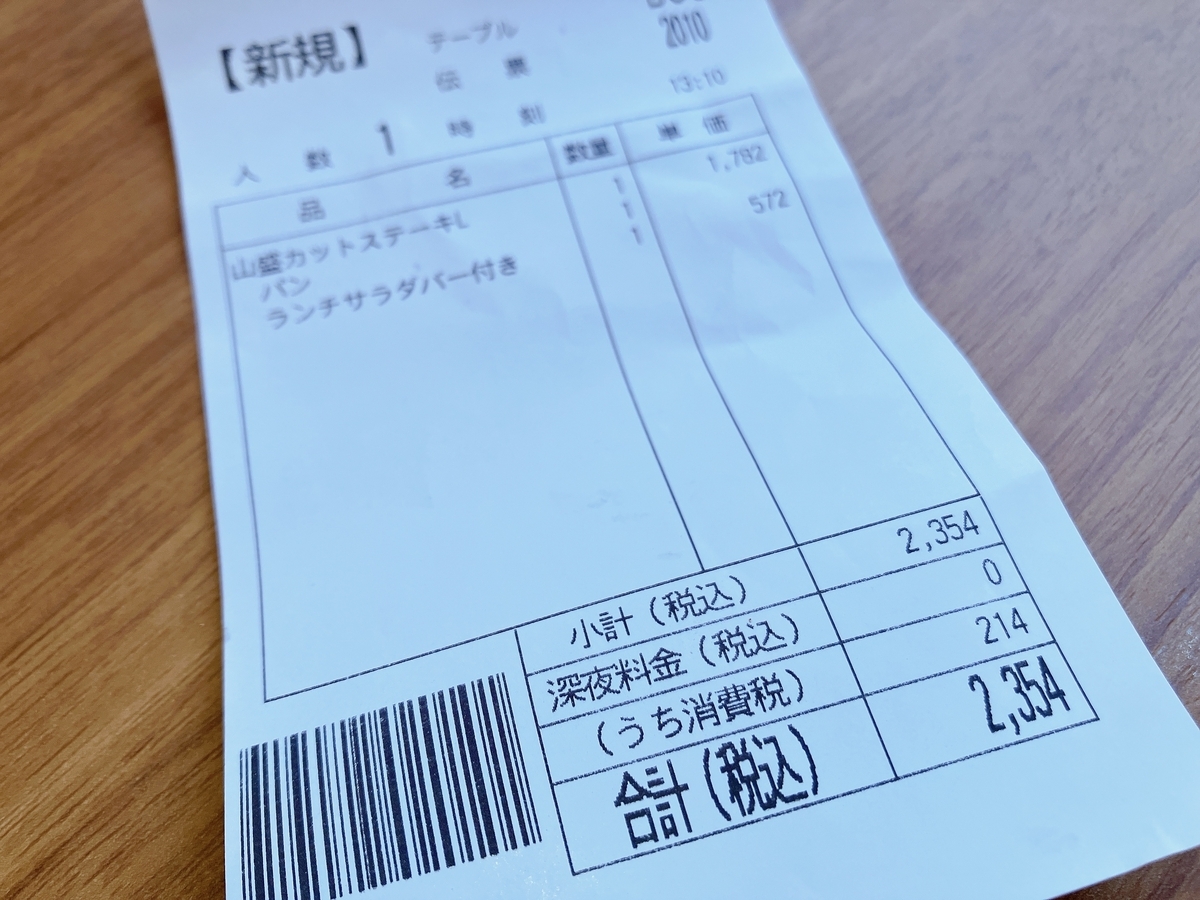 【新規】 テーブル
伝票 2010
人数 1 時刻 13:10
品名 数量 単価
山盛カットステーキL 1 1,782
パン 1
ランチサラダバー付き 1 572
小計(税込) 2,354
深夜料金(税込) 0
(うち消費税) 214
合計(税込) 2,354